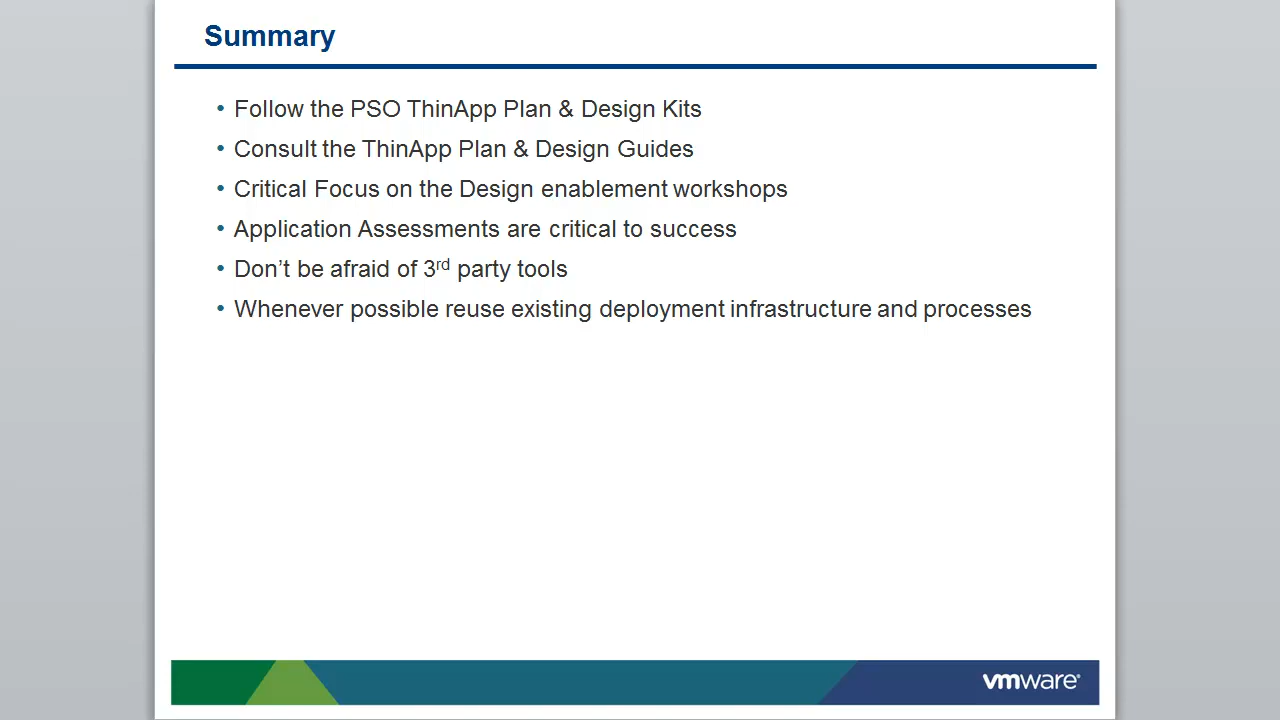 Summary
• Follow the PSO ThinApp Plan & Design Kits
• Consult the ThinApp Plan & Design Guides
• Critical Focus on the Design enablement workshops
• Application Assessments are critical to success
• Don’t be afraid of 3rd party tools
• Whenever possible reuse existing deployment infrastructure and processes
vmware®